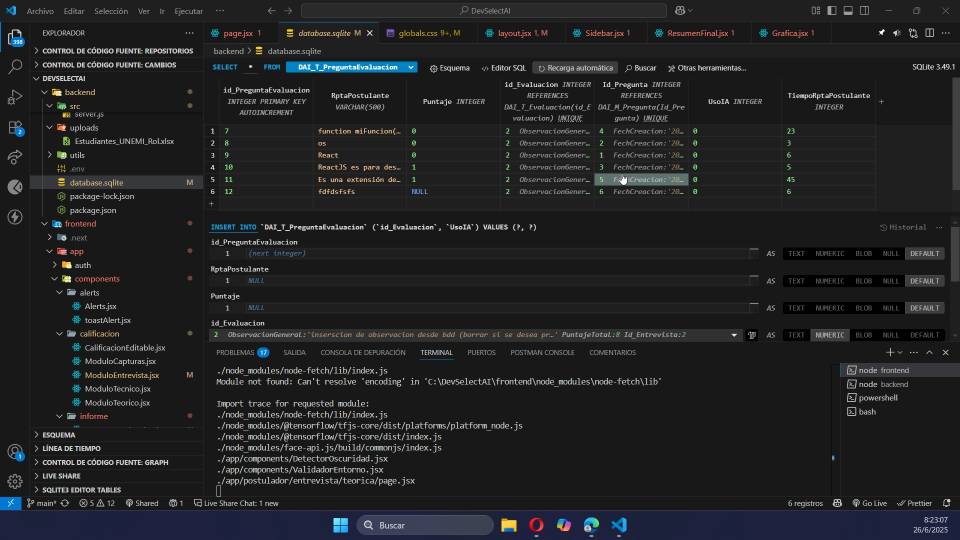 Archivo Editar Selección Ver Ir Ejecutar ···
DevSelectAI
EXPLORADOR ···
page.jsx 1
database.sqlite M
globals.css 9+, M
layout.jsx 1, M
Sidebar.jsx 1
ResumenFinal.jsx 1
Grafica.jsx 1
CONTROL DE CÓDIGO FUENTE: REPOSITORIOS
CONTROL DE CÓDIGO FUENTE: CAMBIOS
DEVSELECTAI
backend
src
server.js
uploads
Estudiantes_UNEMI_Rol.xlsx
utils
.env
database.sqlite M
package-lock.json
package.json
frontend
.next
app
auth
components
alerts
Alerts.jsx
toastAlert.jsx
calificacion
CalificacionEditable.jsx
ModuloCapturas.jsx
ModuloEntrevista.jsx M
ModuloTecnico.jsx
ModuloTeorico.jsx
informe
ESQUEMA
LÍNEA DE TIEMPO
CONTROL DE CÓDIGO FUENTE: GRAPH
LIVE SHARE
SQLITE3 EDITOR TABLES
backend > database.sqlite
SELECT * FROM DAI_T_PreguntaEvaluacion Esquema Editor SQL Recarga automática Buscar Otras herramientas... SQLite 3.49.1
id_PreguntaEvaluacion INTEGER PRIMARY KEY AUTOINCREMENT
RptaPostulante VARCHAR(500)
Puntaje INTEGER
id_Evaluacion INTEGER REFERENCES DAI_T_Evaluacion(id_Evaluacion) UNIQUE
Id_Pregunta INTEGER REFERENCES DAI_M_Pregunta(Id_Pregunta) UNIQUE
UsoIA INTEGER
TiempoRptaPostulante INTEGER
+
1 7 function miFuncion(… 0 2 ObservacionGener… 4 FechCreacion:'20… 0 23
2 8 os 0 2 ObservacionGener… 2 FechCreacion:'20… 0 3
3 9 React 0 2 ObservacionGener… 1 FechCreacion:'20… 0 6
4 10 ReactJS es para des… 1 2 ObservacionGener… 3 FechCreacion:'20… 0 5
5 11 Es una extensión de… 1 2 ObservacionGener… 5 FechCreacion:'20… 0 45
6 12 fdfdsfsfs NULL 2 ObservacionGener… 6 FechCreacion:'20… 0 6
+
INSERT INTO `DAI_T_PreguntaEvaluacion` (`id_Evaluacion`, `UsoIA`) VALUES (?, ?) Historial ···
id_PreguntaEvaluacion
1 (next integer) AS TEXT NUMERIC BLOB NULL DEFAULT
RptaPostulante
1 NULL AS TEXT NUMERIC BLOB NULL DEFAULT
Puntaje
1 NULL AS TEXT NUMERIC BLOB NULL DEFAULT
id_Evaluacion
2 ObservacionGeneral:'inserscion de observacion desde bdd (borrar si se desea pr…' PuntajeTotal:8 Id_Entrevista:2 AS TEXT NUMERIC BLOB NULL DEFAULT
PROBLEMAS 17 SALIDA CONSOLA DE DEPURACIÓN TERMINAL PUERTOS POSTMAN CONSOLE COMENTARIOS
./node_modules/node-fetch/lib/index.js
Module not found: Can't resolve 'encoding' in 'C:\DevSelectAI\frontend\node_modules\node-fetch\lib'
Import trace for requested module:
./node_modules/node-fetch/lib/index.js
./node_modules/@tensorflow/tfjs-core/dist/platforms/platform_node.js
./node_modules/@tensorflow/tfjs-core/dist/index.js
./node_modules/face-api.js/build/commonjs/index.js
./app/components/DetectorOscuridad.jsx
./app/components/ValidadorEntorno.jsx
./app/postulador/entrevista/teorica/page.jsx
node frontend
node backend
powershell
bash
main* 5 12 Shared 1 Live Share Chat: 1 new 6 registros Go Live Prettier
Buscar
8:23:07
26/6/2025